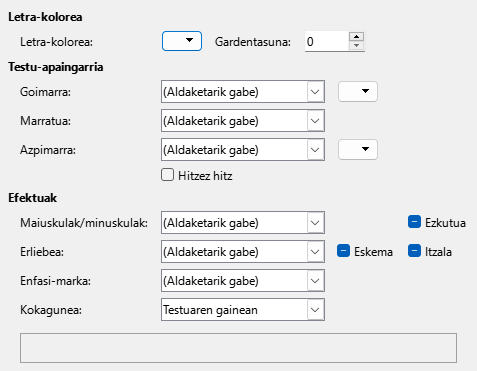 Letra-kolorea
Letra-kolorea: Gardentasuna: 0
Testu-apaingarria
Goimarra: (Aldaketarik gabe)
Marratua: (Aldaketarik gabe)
Azpimarra: (Aldaketarik gabe)
Hitzez hitz
Efektuak
Maiuskulak/minuskulak: (Aldaketarik gabe) Ezkutua
Erliebea: (Aldaketarik gabe) Eskema Itzala
Enfasi-marka: (Aldaketarik gabe)
Kokagunea: Testuaren gainean